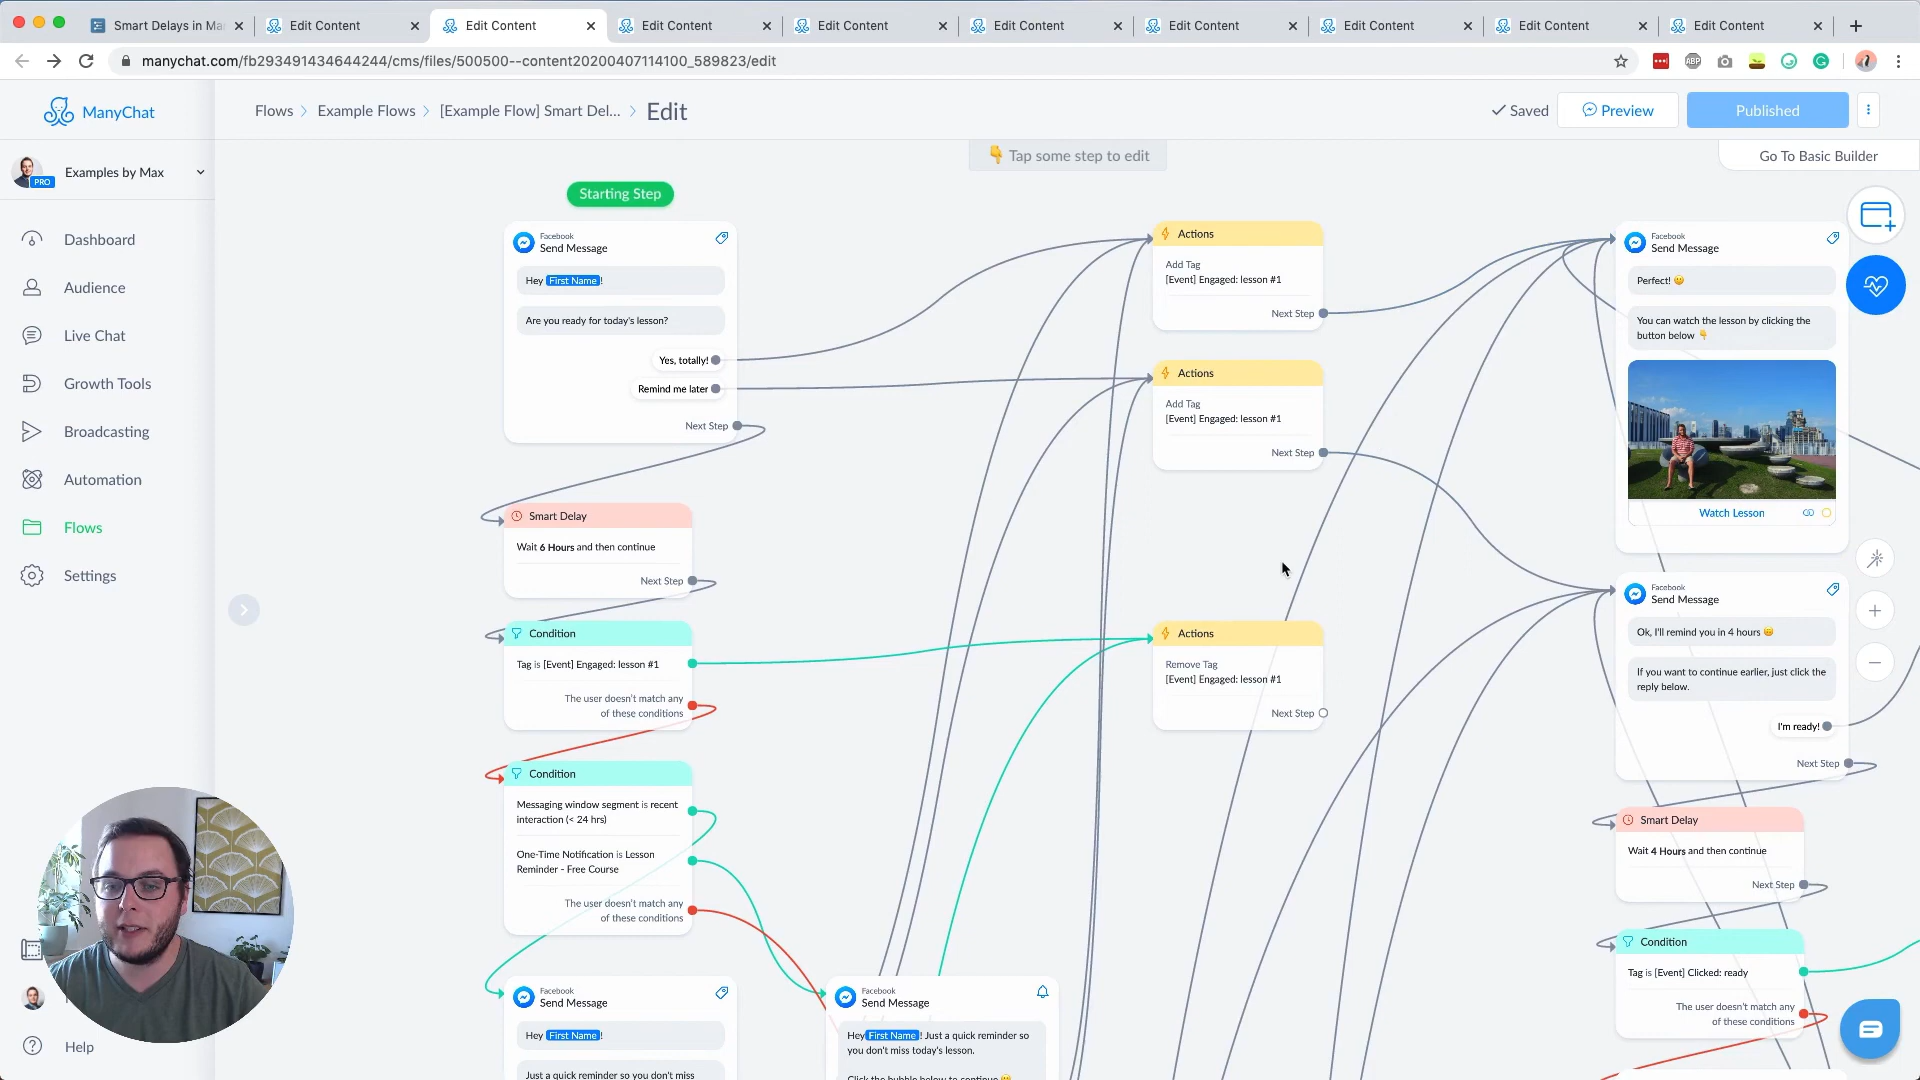 Smart Delays in Mar
Edit Content
Edit Content
Edit Content
Edit Content
Edit Content
Edit Content
Edit Content
Edit Content
Edit Content
manychat.com/fb293491434644244/cms/files/500500--content20200407114100_589823/edit
ABP
ManyChat
Flows
Example Flows
[Example Flow] Smart Del...
Edit
Saved
Preview
Published
Tap some step to edit
Go To Basic Builder
Examples by Max
PRO
Dashboard
Audience
Live Chat
Growth Tools
Broadcasting
Automation
Flows
Settings
Help
Starting Step
Facebook
Send Message
Hey First Name!
Are you ready for today's lesson?
Yes, totally!
Remind me later
Next Step
Smart Delay
Wait 6 Hours and then continue
Next Step
Condition
Tag is [Event] Engaged: lesson #1
The user doesn't match any
of these conditions
Condition
Messaging window segment is recent
interaction (< 24 hrs)
One-Time Notification is Lesson
Reminder - Free Course
The user doesn't match any
of these conditions
Facebook
Send Message
Hey First Name!
Just a quick reminder so you don't miss
Facebook
Send Message
Hey First Name! Just a quick reminder so
you don't miss today's lesson.
Click the bubble below to continue
Actions
Add Tag
[Event] Engaged: lesson #1
Next Step
Actions
Add Tag
[Event] Engaged: lesson #1
Next Step
Actions
Remove Tag
[Event] Engaged: lesson #1
Next Step
Facebook
Send Message
Perfect!
You can watch the lesson by clicking the
button below
Watch Lesson
Facebook
Send Message
Ok, I'll remind you in 4 hours
If you want to continue earlier, just click the
reply below.
I'm ready!
Next Step
Smart Delay
Wait 4 Hours and then continue
Next Step
Condition
Tag is [Event] Clicked: ready
The user doesn't match any
of these conditions